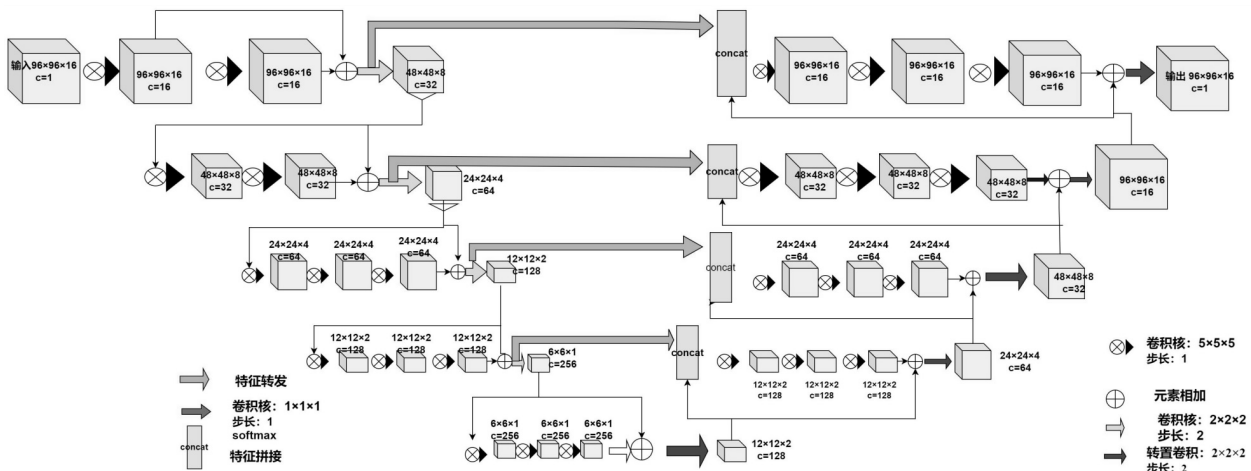 输入96×96×16
c=1
96×96×16
c=16
96×96×16
c=16
48×48×8
c=32
concat
96×96×16
c=16
96×96×16
c=16
96×96×16
c=16
输出 96×96×16
c=1
48×48×8
c=32
48×48×8
c=32
24×24×4
c=64
concat
48×48×8
c=32
48×48×8
c=32
48×48×8
c=32
96×96×16
c=16
24×24×4
c=64
24×24×4
c=64
24×24×4
c=64
12×12×2
c=128
concat
24×24×4
c=64
24×24×4
c=64
24×24×4
c=64
48×48×8
c=32
12×12×2
c=128
12×12×2
c=128
12×12×2
c=128
6×6×1
c=256
concat
12×12×2
c=128
12×12×2
c=128
12×12×2
c=128
24×24×4
c=64
6×6×1
c=256
6×6×1
c=256
6×6×1
c=256
12×12×2
c=128
特征转发
卷积核：1×1×1
步长：1
softmax
concat
特征拼接
卷积核：5×5×5
步长：1
元素相加
卷积核：2×2×2
步长：2
转置卷积：2×2×2
步长：2